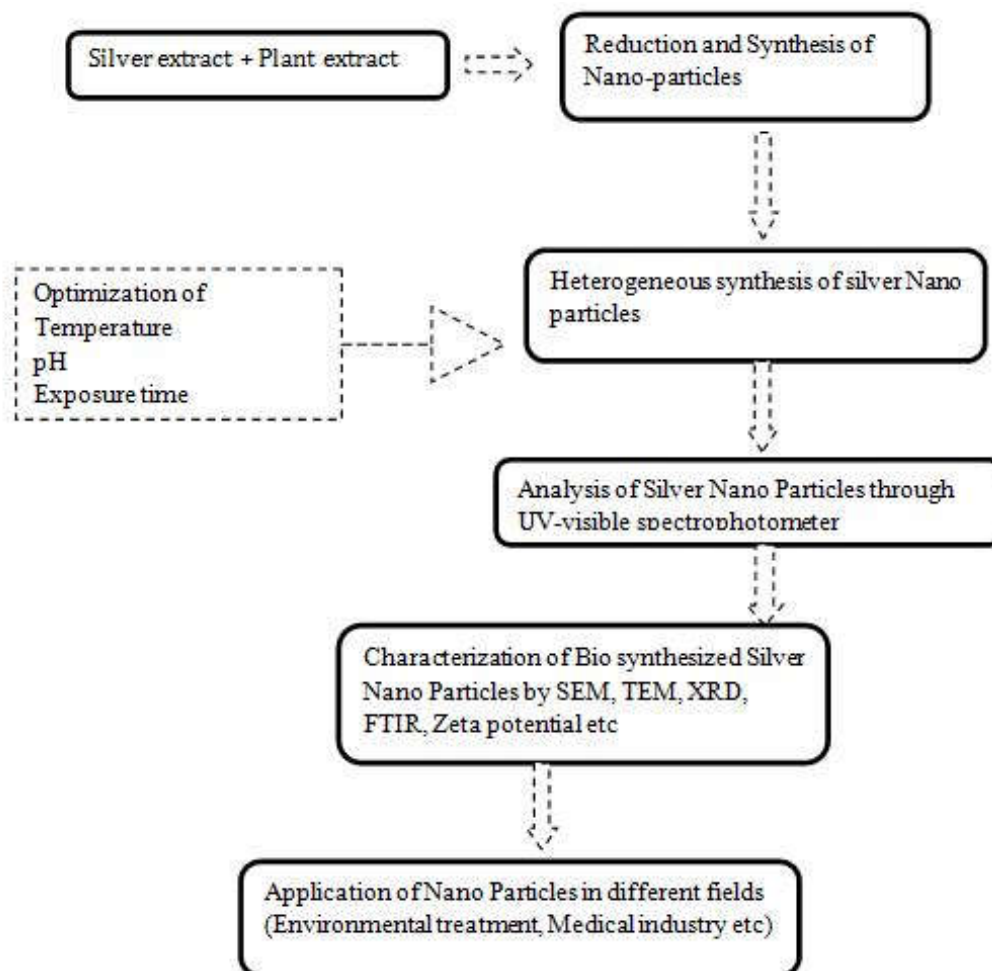 Silver extract + Plant extract
Reduction and Synthesis of
Nano-particles
Heterogeneous synthesis of silver Nano
particles
Optimization of
Temperature
pH
Exposure time
Analysis of Silver Nano Particles through
UV-visible spectrophotometer
Characterization of Bio synthesized Silver
Nano Particles by SEM, TEM, XRD,
FTIR, Zeta potential etc
Application of Nano Particles in different fields
(Environmental treatment, Medical industry etc)